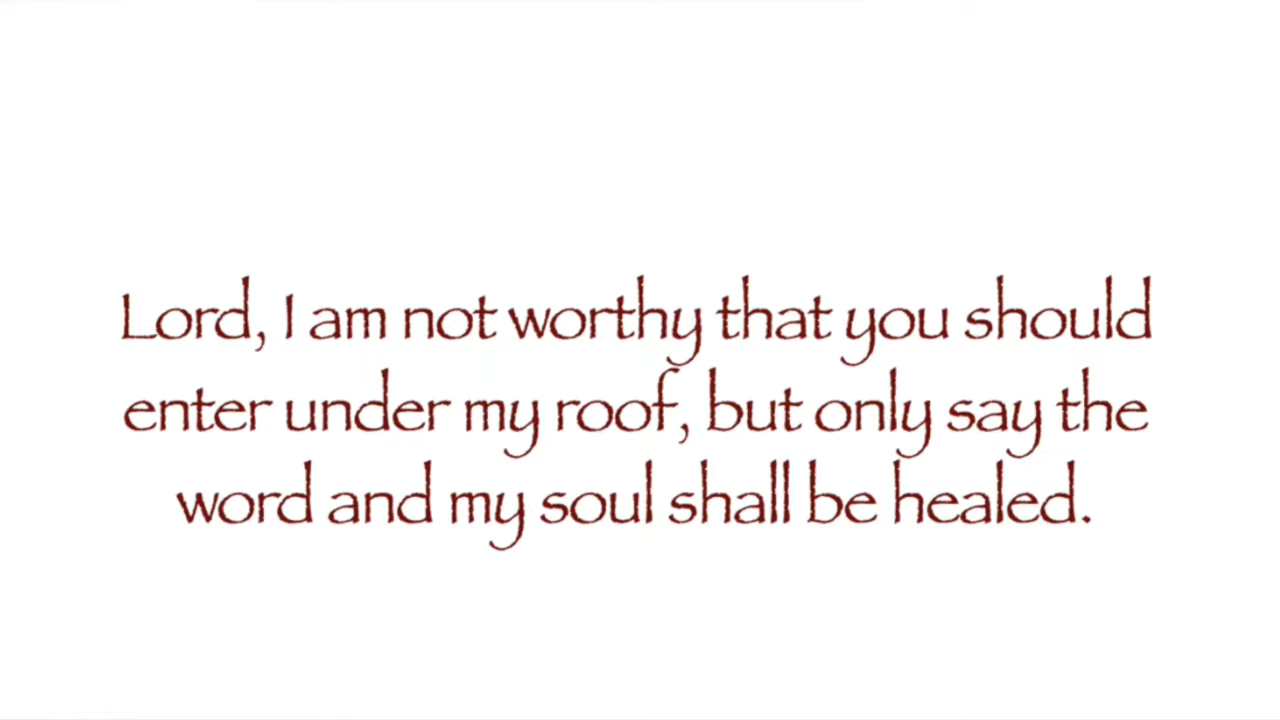 Lord, I am not worthy that you should
enter under my roof, but only say the
word and my soul shall be healed.